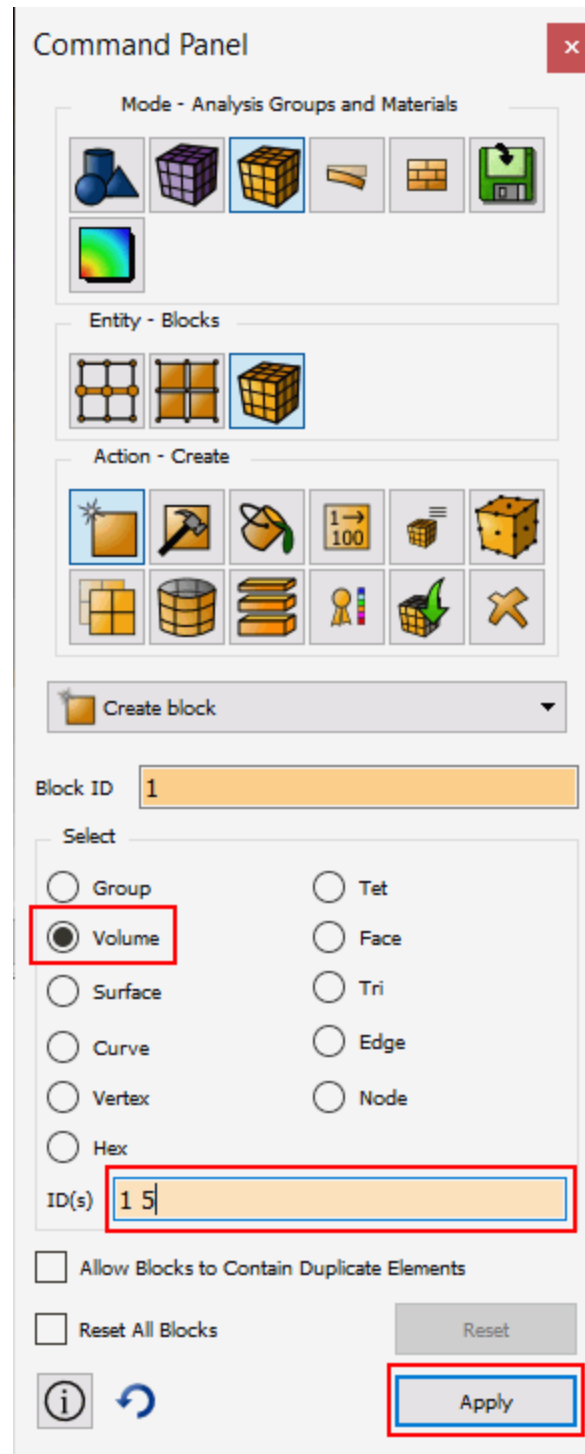 Command Panel
Mode - Analysis Groups and Materials
Entity - Blocks
Action - Create
1→
100
Create block
Block ID 1
Select
Group Tet
Volume Face
Surface Tri
Curve Edge
Vertex Node
Hex
ID(s) 1 5
Allow Blocks to Contain Duplicate Elements
Reset All Blocks Reset
Apply